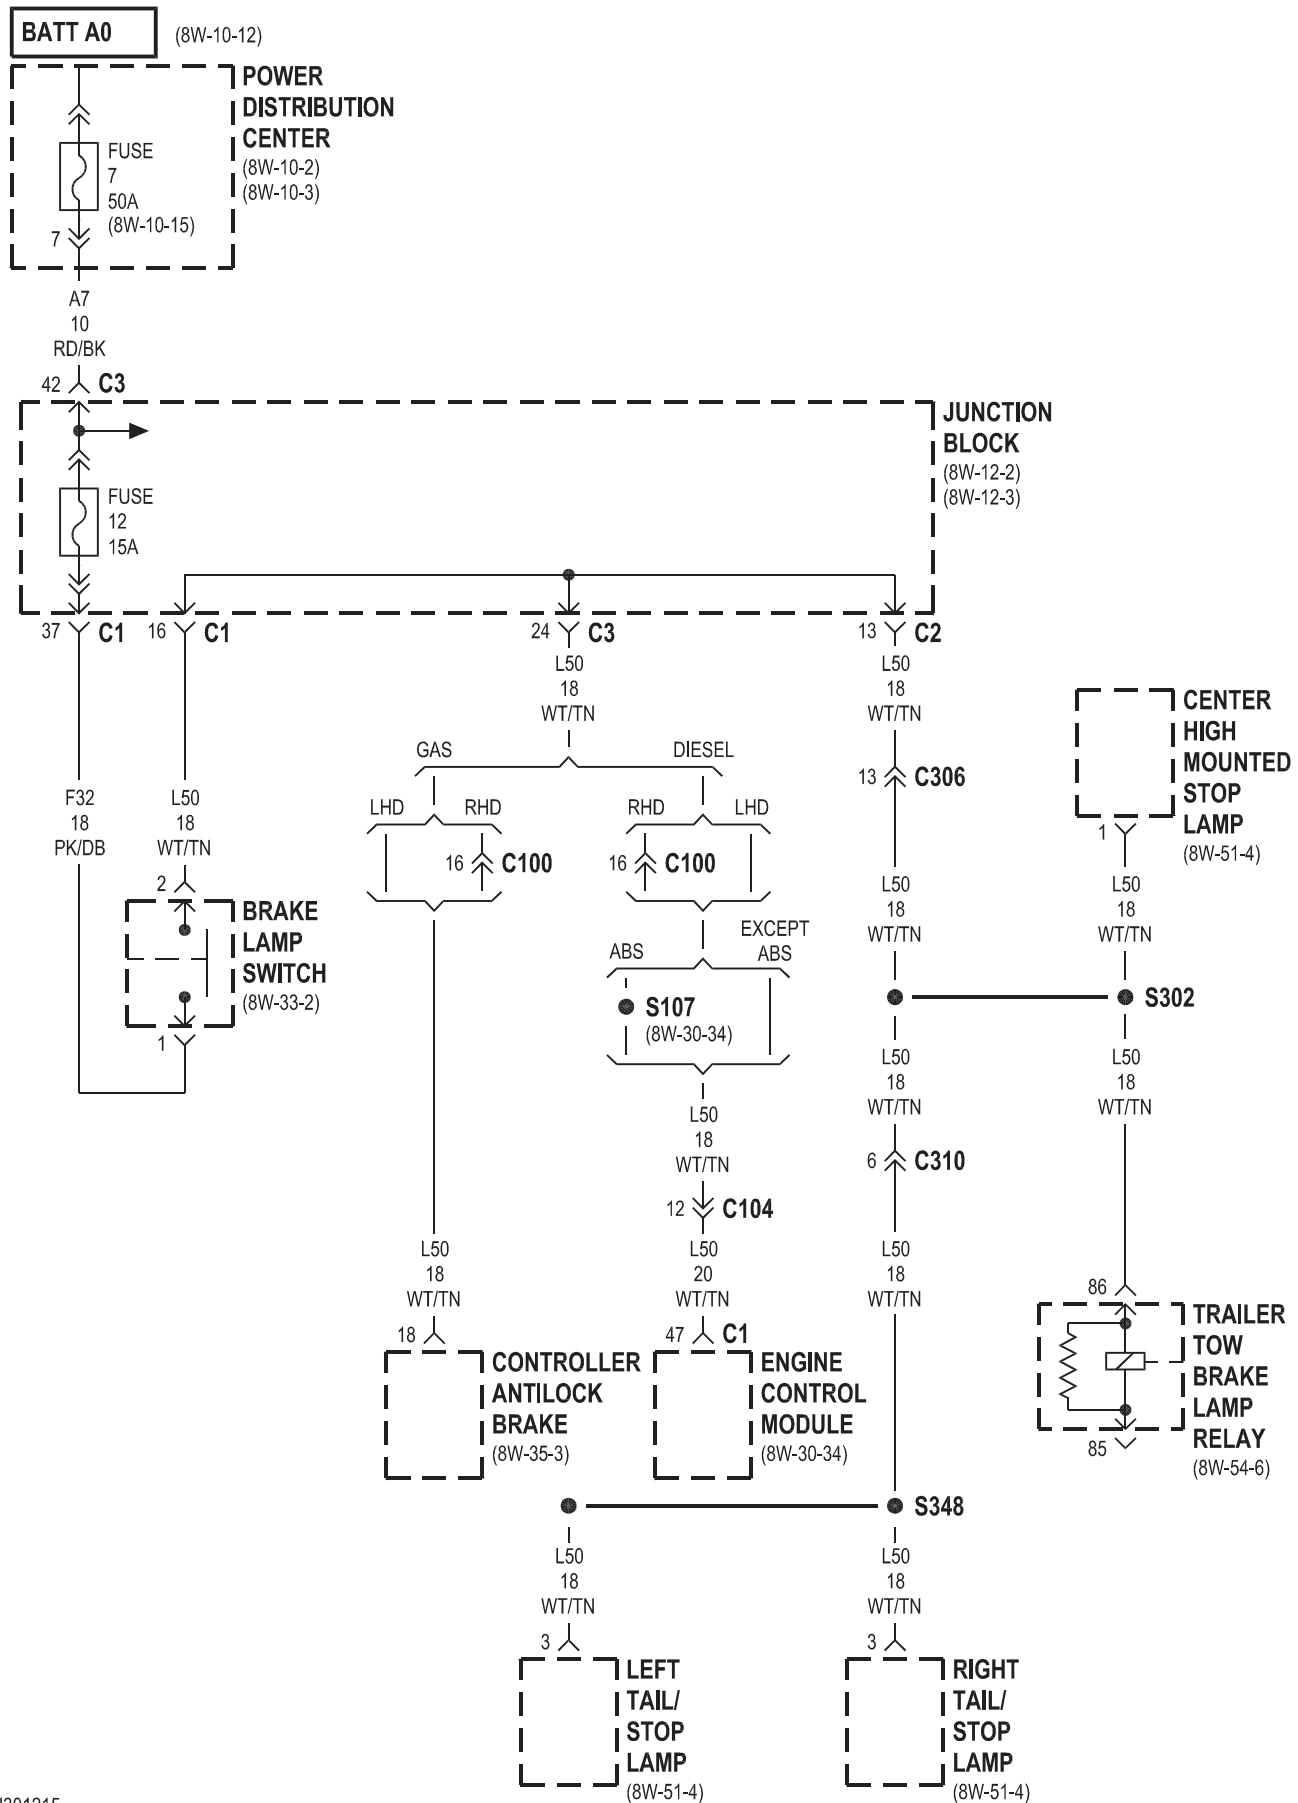 BATT A0
(8W-10-12)
POWER
DISTRIBUTION
CENTER
(8W-10-2)
(8W-10-3)
FUSE
7
50A
(8W-10-15)
7
A7
10
RD/BK
42
C3
JUNCTION
BLOCK
(8W-12-2)
(8W-12-3)
FUSE
12
15A
37
C1
16
C1
24
C3
13
C2
L50
18
WT/TN
L50
18
WT/TN
GAS
DIESEL
LHD
RHD
RHD
LHD
16
C100
16
C100
13
C306
CENTER
HIGH
MOUNTED
STOP
LAMP
(8W-51-4)
1
F32
18
PK/DB
L50
18
WT/TN
2
BRAKE
LAMP
SWITCH
(8W-33-2)
1
L50
18
WT/TN
L50
18
WT/TN
ABS
EXCEPT
ABS
S107
(8W-30-34)
S302
L50
18
WT/TN
L50
18
WT/TN
L50
18
WT/TN
6
C310
12
C104
L50
18
WT/TN
L50
20
WT/TN
L50
18
WT/TN
86
18
47
C1
CONTROLLER
ANTILOCK
BRAKE
(8W-35-3)
ENGINE
CONTROL
MODULE
(8W-30-34)
TRAILER
TOW
BRAKE
LAMP
RELAY
(8W-54-6)
85
S348
L50
18
WT/TN
L50
18
WT/TN
3
3
LEFT
TAIL/
STOP
LAMP
(8W-51-4)
RIGHT
TAIL/
STOP
LAMP
(8W-51-4)